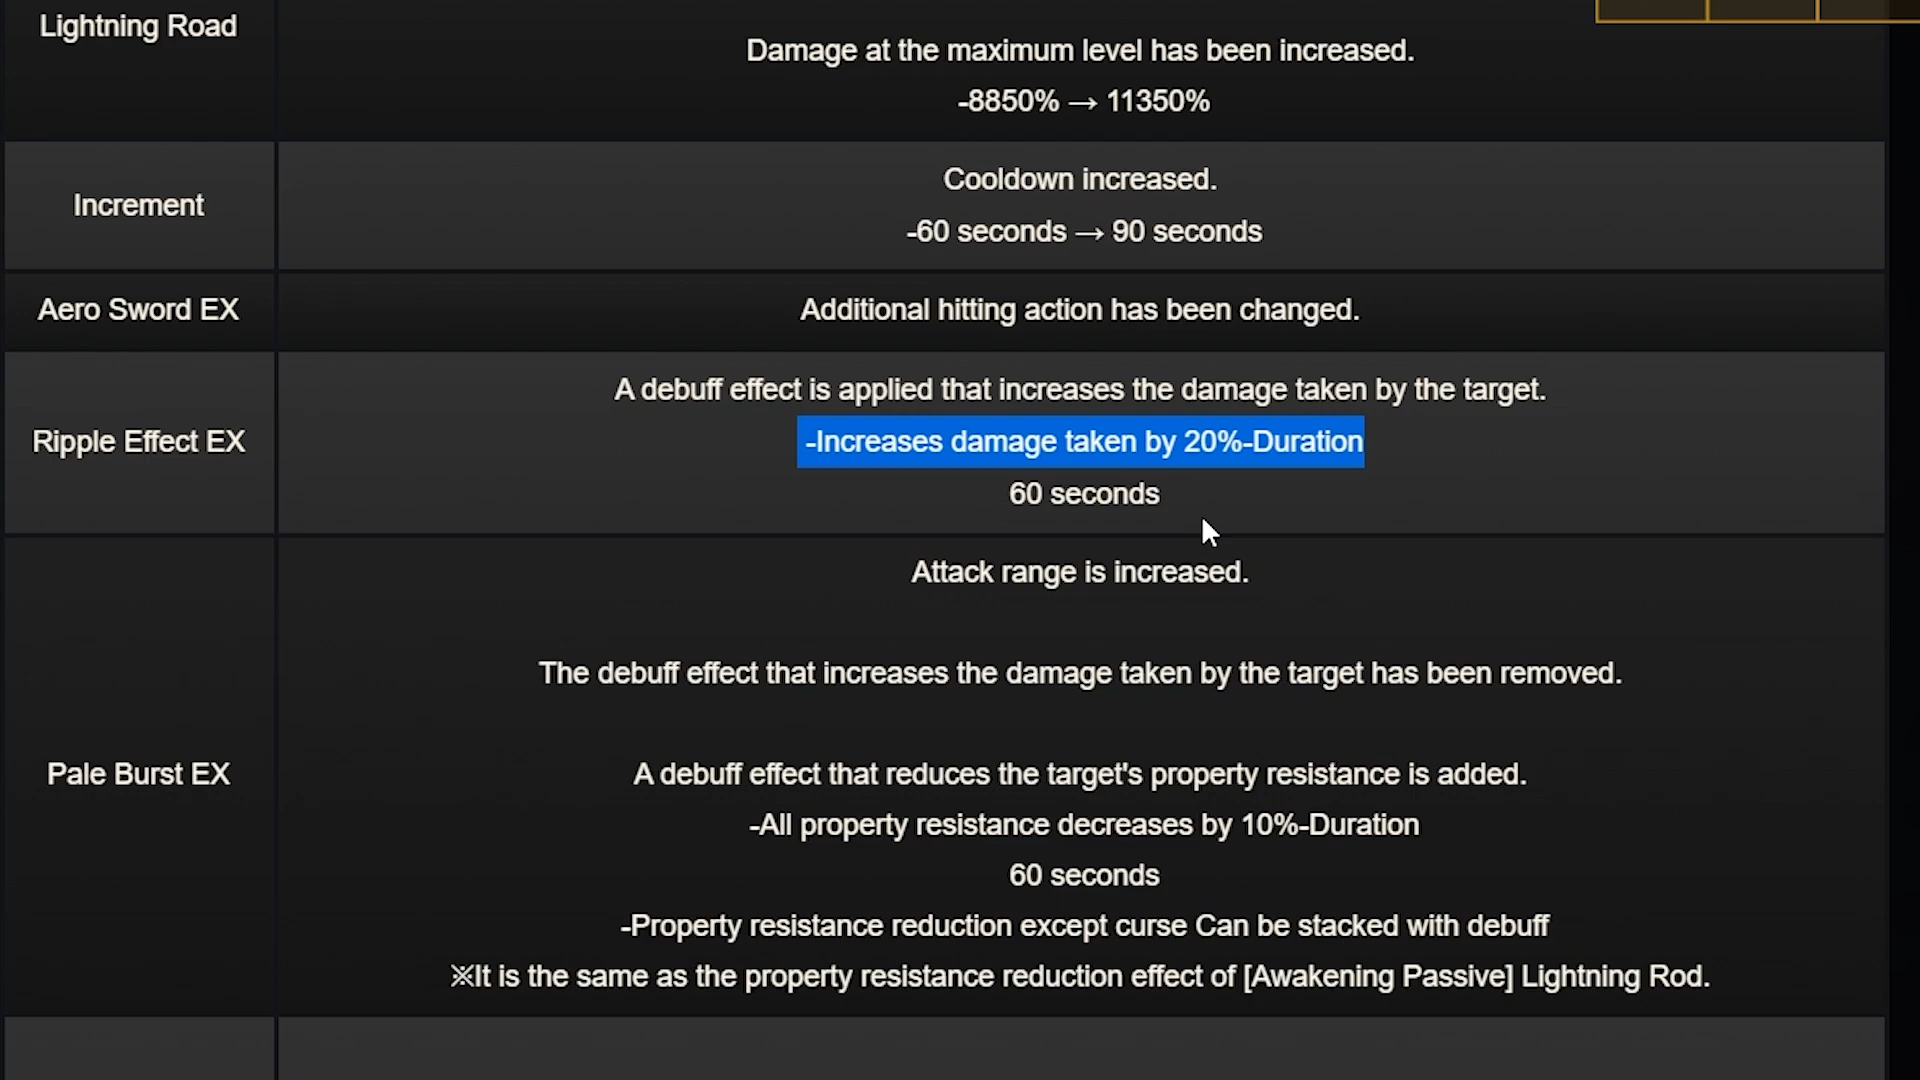 Lightning Road
Damage at the maximum level has been increased.
-8850% → 11350%
Increment
Cooldown increased.
-60 seconds → 90 seconds
Aero Sword EX
Additional hitting action has been changed.
Ripple Effect EX
A debuff effect is applied that increases the damage taken by the target.
-Increases damage taken by 20%-Duration
60 seconds
Pale Burst EX
Attack range is increased.
The debuff effect that increases the damage taken by the target has been removed.
A debuff effect that reduces the target's property resistance is added.
-All property resistance decreases by 10%-Duration
60 seconds
-Property resistance reduction except curse Can be stacked with debuff
※It is the same as the property resistance reduction effect of [Awakening Passive] Lightning Rod.